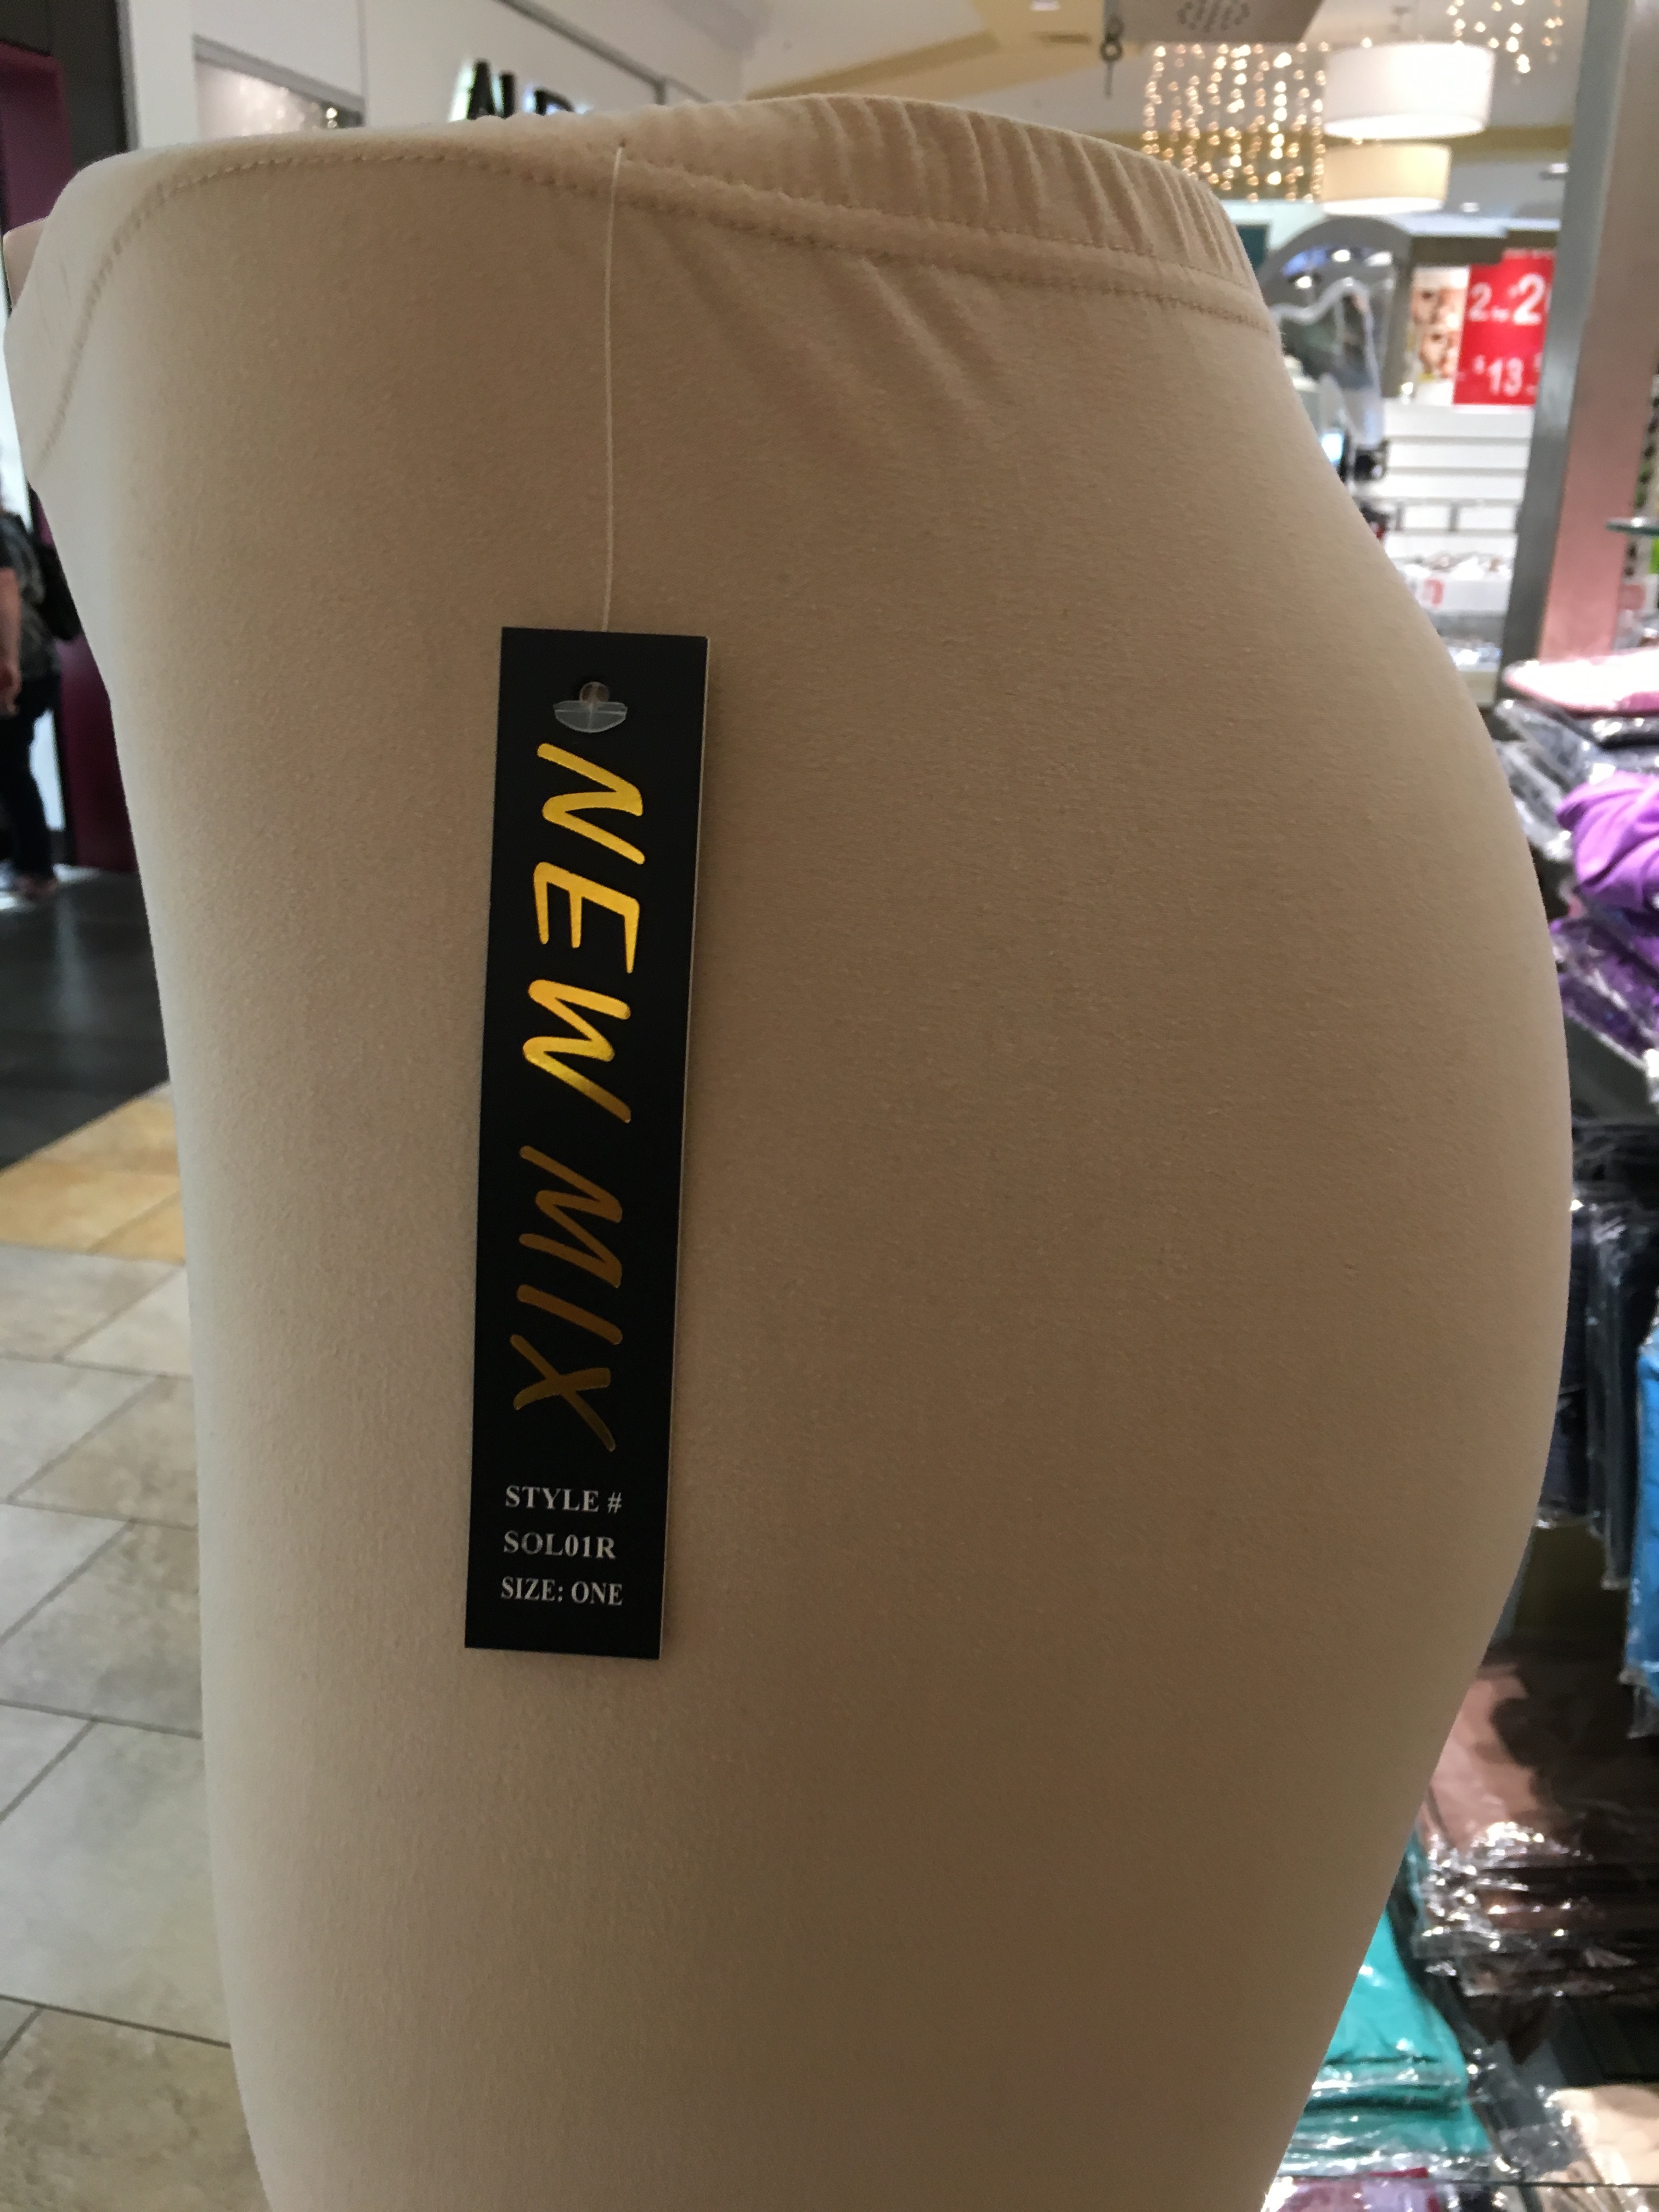 NEW MIX
STYLE #
SOL01R
SIZE: ONE